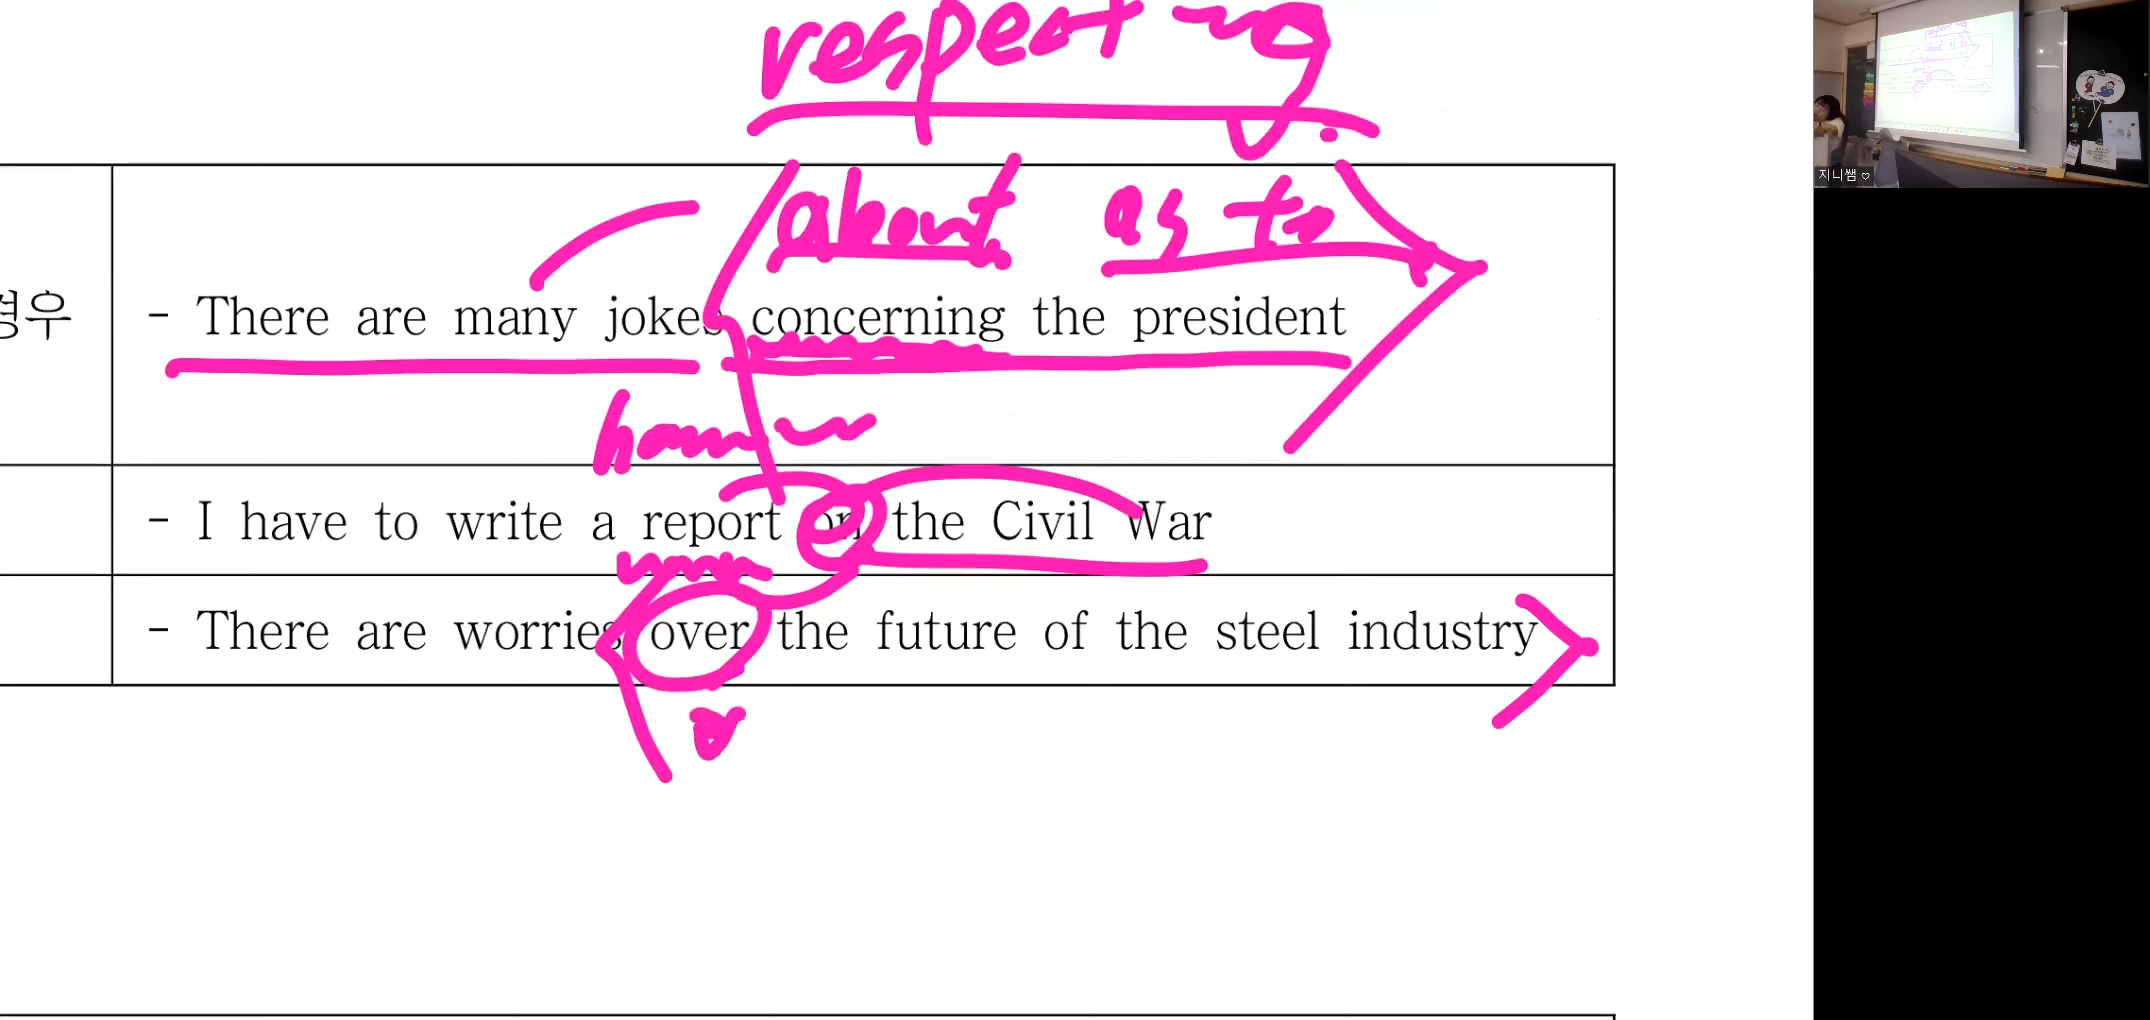 respecting
about as to
경우 - There are many jokes concerning the president
- I have to write a report on the Civil War
- There are worries over the future of the steel industry
지니쌤 ♡